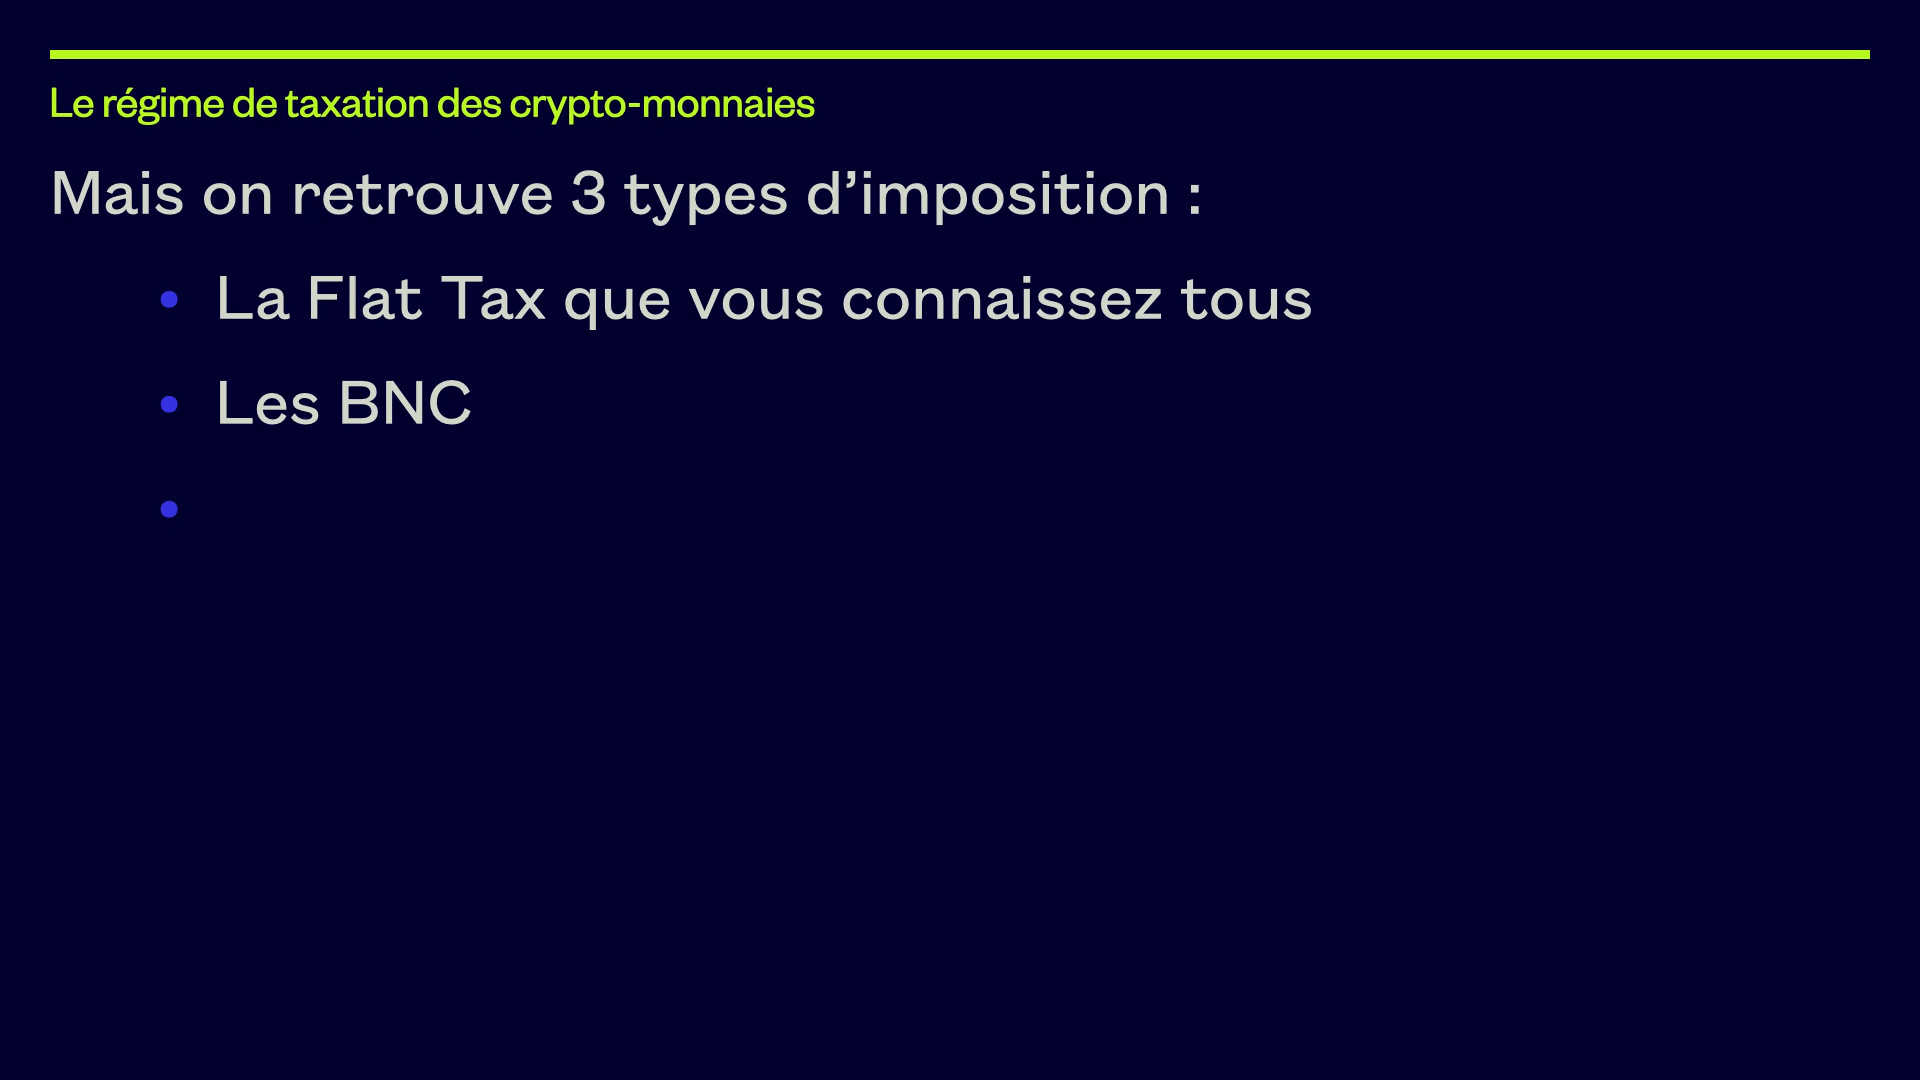 Le régime de taxation des crypto-monnaies
Mais on retrouve 3 types d’imposition :
• La Flat Tax que vous connaissez tous
• Les BNC
•